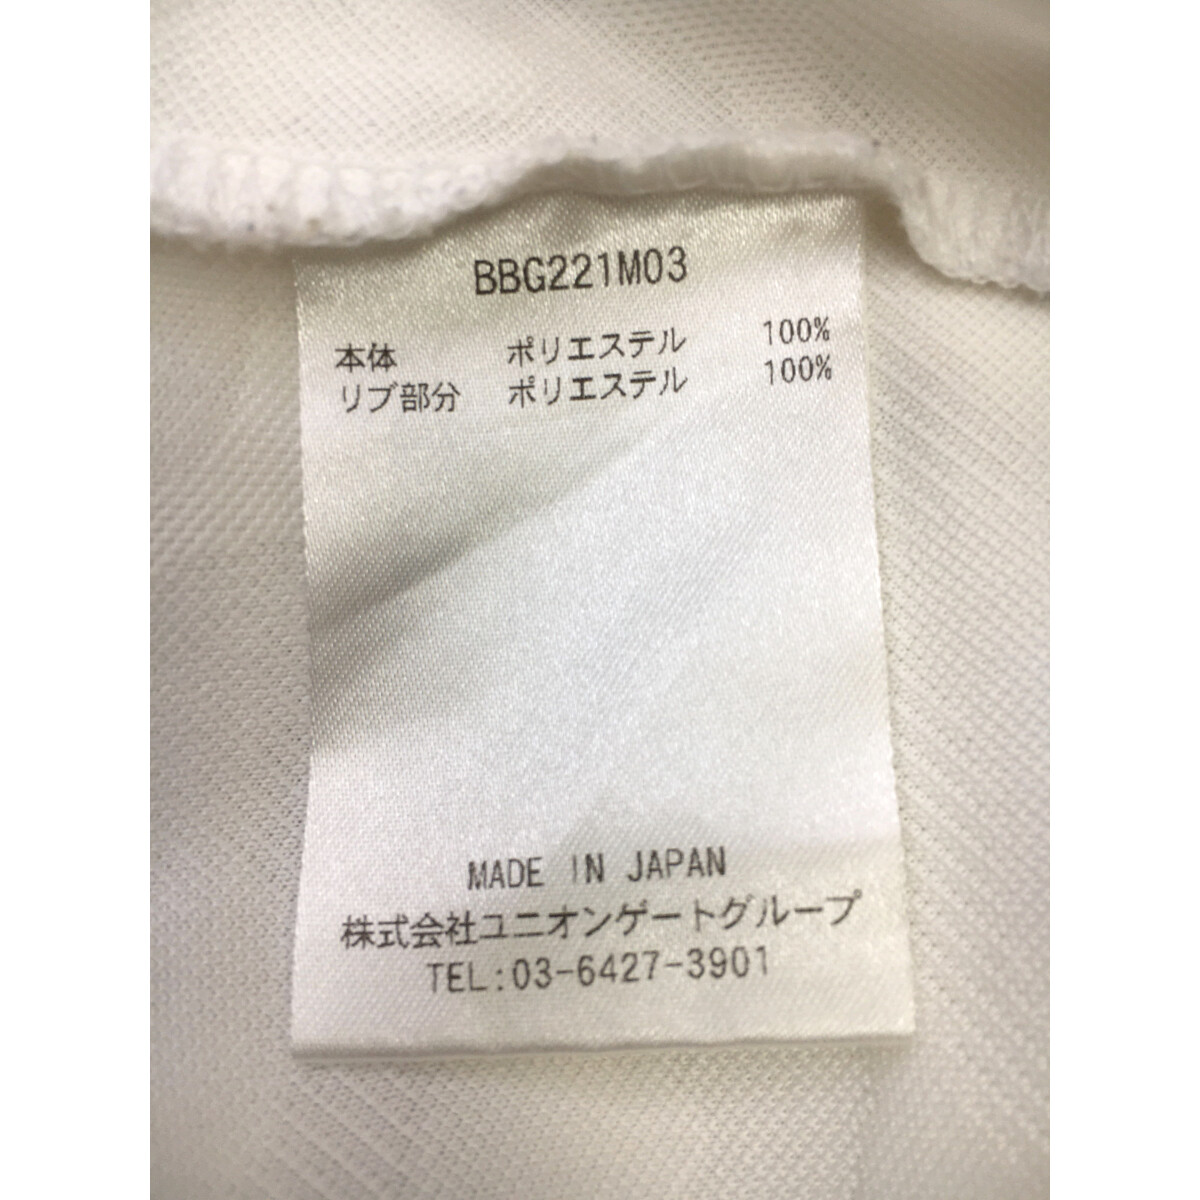 BBG221M03
本体 ポリエステル 100%
リブ部分 ポリエステル 100%
MADE IN JAPAN
株式会社ユニオンゲートグループ
TEL:03-6427-3901